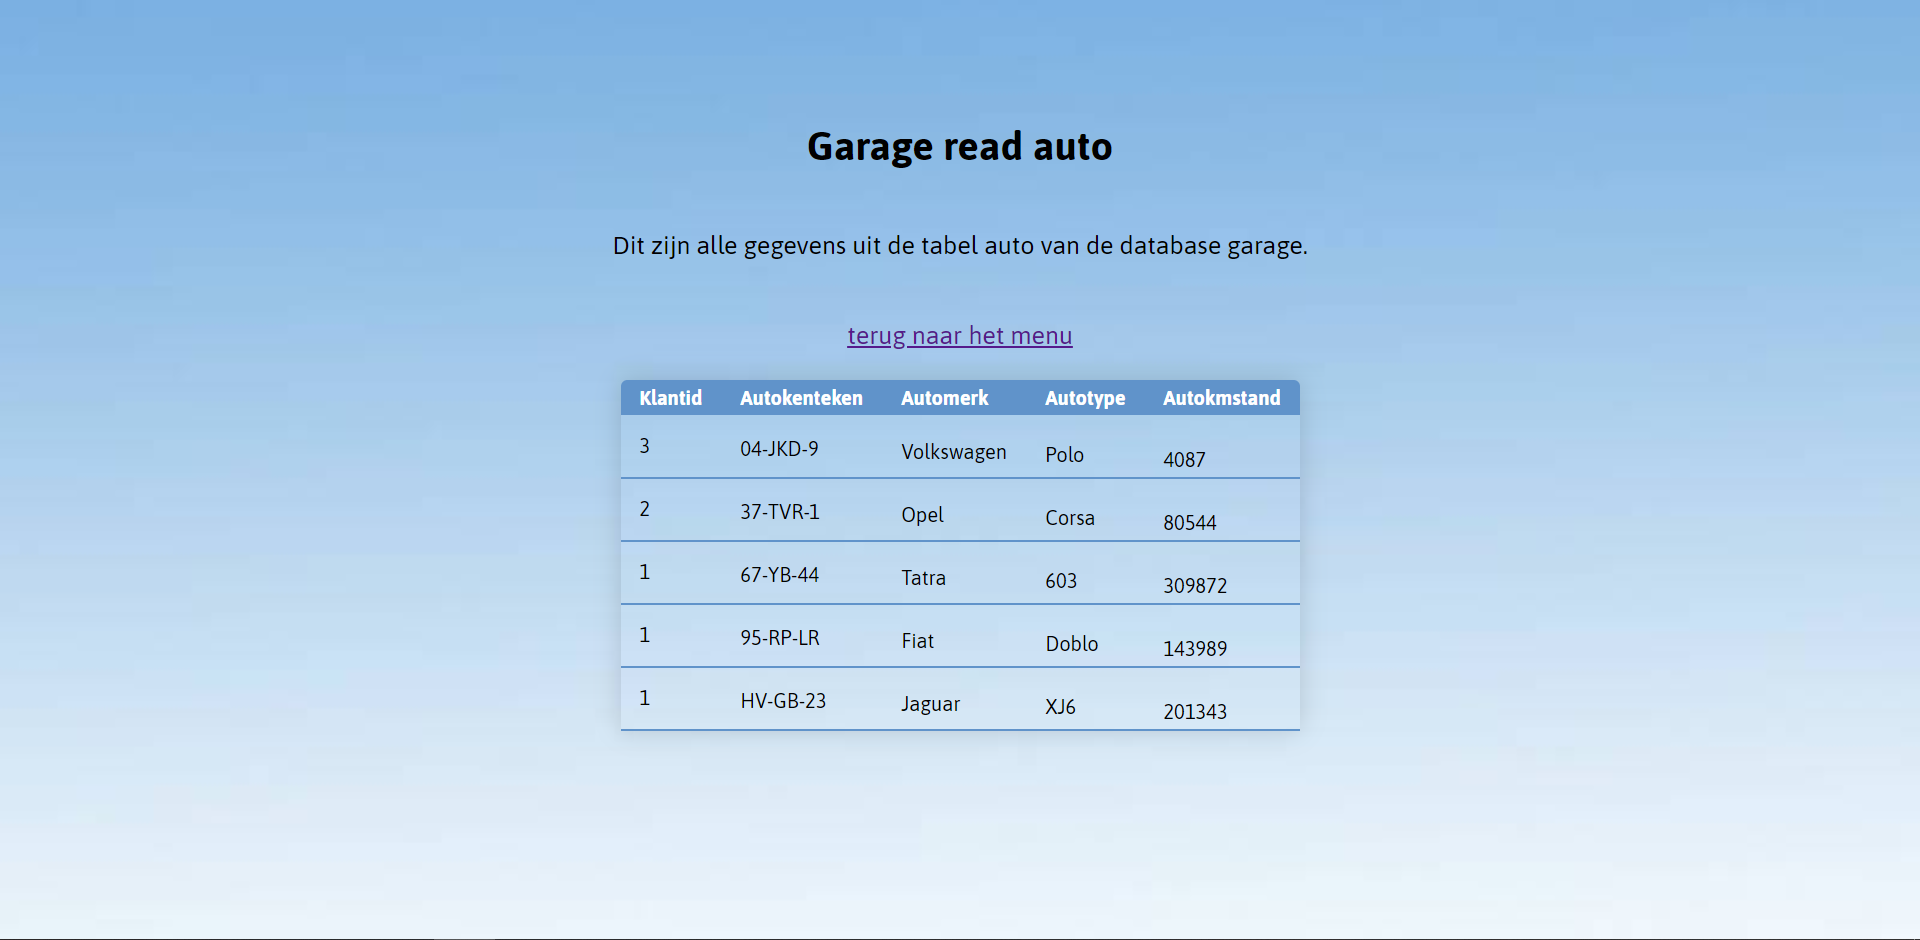 Garage read auto
Dit zijn alle gegevens uit de tabel auto van de database garage.
terug naar het menu
Klantid Autokenteken Automerk Autotype Autokmstand
3 04-JKD-9 Volkswagen Polo 4087
2 37-TVR-1 Opel Corsa 80544
1 67-YB-44 Tatra 603 309872
1 95-RP-LR Fiat Doblo 143989
1 HV-GB-23 Jaguar XJ6 201343